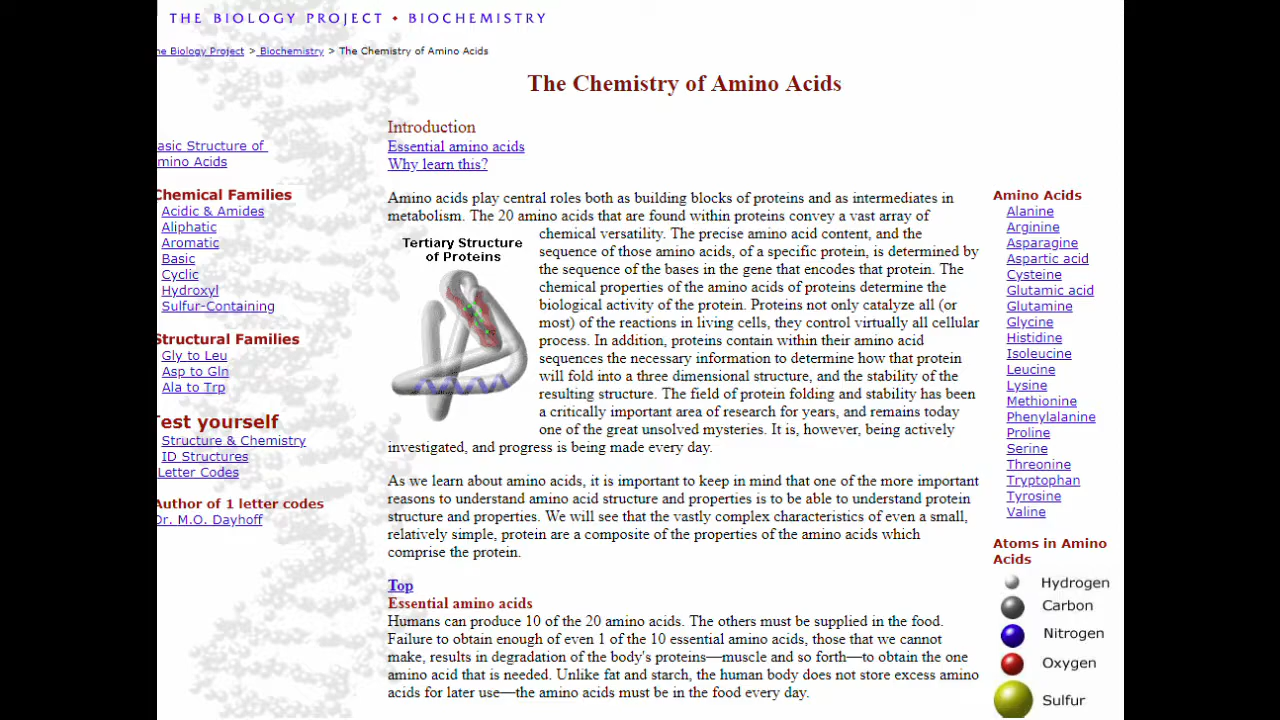 THE BIOLOGY PROJECT • BIOCHEMISTRY
he Biology Project > Biochemistry > The Chemistry of Amino Acids
The Chemistry of Amino Acids
asic Structure of
mino Acids
Chemical Families
Acidic & Amides
Aliphatic
Aromatic
Basic
Cyclic
Hydroxyl
Sulfur-Containing
Structural Families
Gly to Leu
Asp to Gln
Ala to Trp
Test yourself
Structure & Chemistry
ID Structures
Letter Codes
Author of 1 letter codes
Dr. M.O. Dayhoff
Introduction
Essential amino acids
Why learn this?
Amino acids play central roles both as building blocks of proteins and as intermediates in
metabolism. The 20 amino acids that are found within proteins convey a vast array of
chemical versatility. The precise amino acid content, and the
sequence of those amino acids, of a specific protein, is determined by
the sequence of the bases in the gene that encodes that protein. The
chemical properties of the amino acids of proteins determine the
biological activity of the protein. Proteins not only catalyze all (or
most) of the reactions in living cells, they control virtually all cellular
process. In addition, proteins contain within their amino acid
sequences the necessary information to determine how that protein
will fold into a three dimensional structure, and the stability of the
resulting structure. The field of protein folding and stability has been
a critically important area of research for years, and remains today
one of the great unsolved mysteries. It is, however, being actively
investigated, and progress is being made every day.
Tertiary Structure
of Proteins
As we learn about amino acids, it is important to keep in mind that one of the more important
reasons to understand amino acid structure and properties is to be able to understand protein
structure and properties. We will see that the vastly complex characteristics of even a small,
relatively simple, protein are a composite of the properties of the amino acids which
comprise the protein.
Top
Essential amino acids
Humans can produce 10 of the 20 amino acids. The others must be supplied in the food.
Failure to obtain enough of even 1 of the 10 essential amino acids, those that we cannot
make, results in degradation of the body's proteins—muscle and so forth—to obtain the one
amino acid that is needed. Unlike fat and starch, the human body does not store excess amino
acids for later use—the amino acids must be in the food every day.
Amino Acids
Alanine
Arginine
Asparagine
Aspartic acid
Cysteine
Glutamic acid
Glutamine
Glycine
Histidine
Isoleucine
Leucine
Lysine
Methionine
Phenylalanine
Proline
Serine
Threonine
Tryptophan
Tyrosine
Valine
Atoms in Amino
Acids
Hydrogen
Carbon
Nitrogen
Oxygen
Sulfur